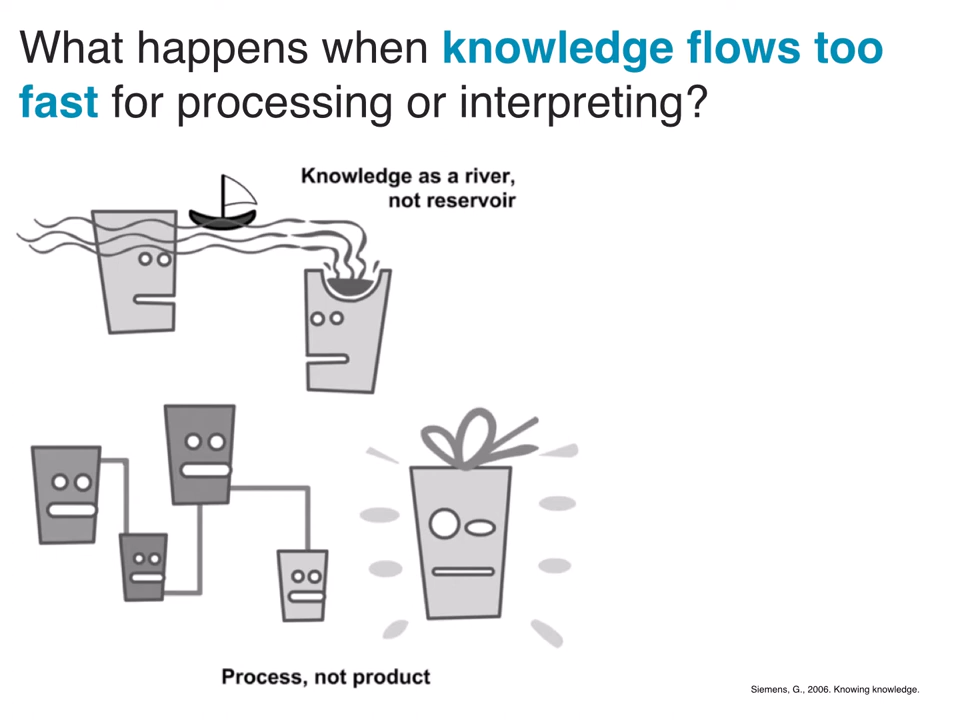 What happens when knowledge flows too
fast for processing or interpreting?
Knowledge as a river,
not reservoir
Process, not product
Siemens, G., 2006. Knowing knowledge.